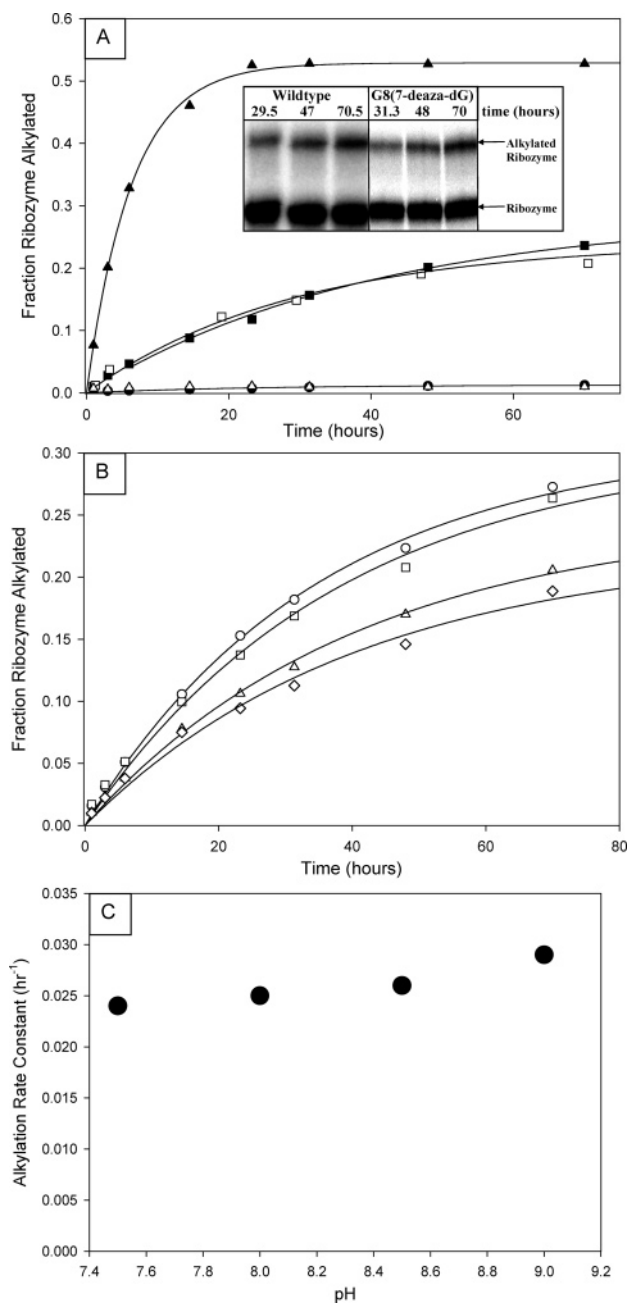 A
0.6
0.5
0.4
0.3
0.2
0.1
0.0
Fraction Ribozyme Alkylated
Wildtype G8(7-deaza-dG)
29.5 47 70.5 31.3 48 70 time (hours)
Alkylated Ribozyme
Ribozyme
0 20 40 60
Time (hours)
B
0.30
0.25
0.20
0.15
0.10
0.05
0.00
Fraction Ribozyme Alkylated
0 20 40 60 80
Time (hours)
C
0.035
0.030
0.025
0.020
0.015
0.010
0.005
0.000
Alkylation Rate Constant (hr⁻¹)
7.4 7.6 7.8 8.0 8.2 8.4 8.6 8.8 9.0 9.2
pH